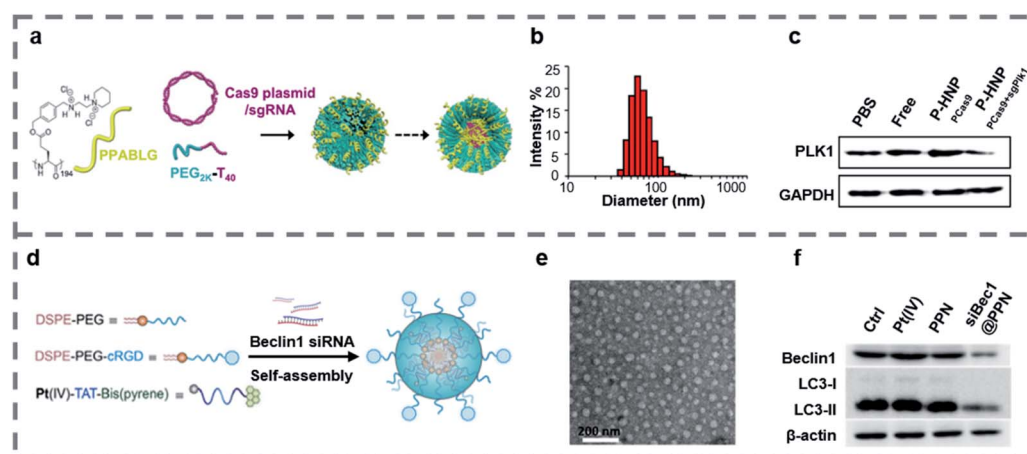 a
Cl⊖
N
H H
⊕
N
H
Cl⊖
O
O
N
H
O
194
PPABLG
Cas9 plasmid
/sgRNA
PEG2K-T40
b
Intensity %
25
20
15
10
5
0
10 100 1000
Diameter (nm)
c
PBS
Free
P-HNP PCas9
P-HNP PCas9+sgPlk1
PLK1
GAPDH
d
DSPE-PEG =
DSPE-PEG-cRGD =
Pt(IV)-TAT-Bis(pyrene) =
Beclin1 siRNA
Self-assembly
e
200 nm
f
Ctrl
Pt(IV)
PPN
siBec1
@PPN
Beclin1
LC3-I
LC3-II
β-actin